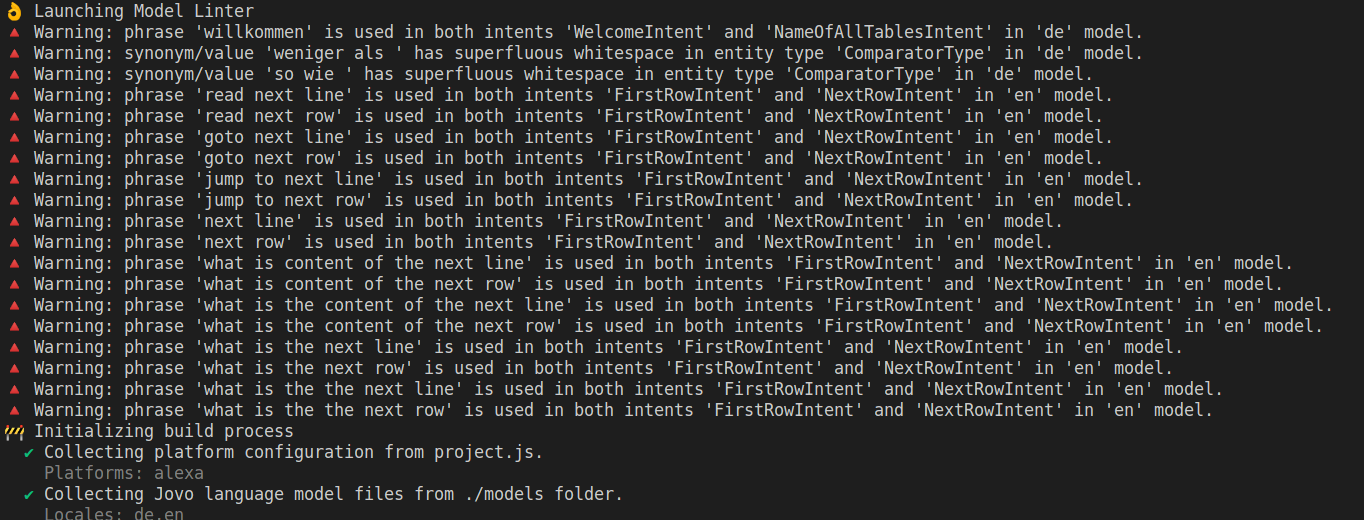 👌 Launching Model Linter
🔺 Warning: phrase 'willkommen' is used in both intents 'WelcomeIntent' and 'NameOfAllTablesIntent' in 'de' model.
🔺 Warning: synonym/value 'weniger als ' has superfluous whitespace in entity type 'ComparatorType' in 'de' model.
🔺 Warning: synonym/value 'so wie ' has superfluous whitespace in entity type 'ComparatorType' in 'de' model.
🔺 Warning: phrase 'read next line' is used in both intents 'FirstRowIntent' and 'NextRowIntent' in 'en' model.
🔺 Warning: phrase 'read next row' is used in both intents 'FirstRowIntent' and 'NextRowIntent' in 'en' model.
🔺 Warning: phrase 'goto next line' is used in both intents 'FirstRowIntent' and 'NextRowIntent' in 'en' model.
🔺 Warning: phrase 'goto next row' is used in both intents 'FirstRowIntent' and 'NextRowIntent' in 'en' model.
🔺 Warning: phrase 'jump to next line' is used in both intents 'FirstRowIntent' and 'NextRowIntent' in 'en' model.
🔺 Warning: phrase 'jump to next row' is used in both intents 'FirstRowIntent' and 'NextRowIntent' in 'en' model.
🔺 Warning: phrase 'next line' is used in both intents 'FirstRowIntent' and 'NextRowIntent' in 'en' model.
🔺 Warning: phrase 'next row' is used in both intents 'FirstRowIntent' and 'NextRowIntent' in 'en' model.
🔺 Warning: phrase 'what is content of the next line' is used in both intents 'FirstRowIntent' and 'NextRowIntent' in 'en' model.
🔺 Warning: phrase 'what is content of the next row' is used in both intents 'FirstRowIntent' and 'NextRowIntent' in 'en' model.
🔺 Warning: phrase 'what is the content of the next line' is used in both intents 'FirstRowIntent' and 'NextRowIntent' in 'en' model.
🔺 Warning: phrase 'what is the content of the next row' is used in both intents 'FirstRowIntent' and 'NextRowIntent' in 'en' model.
🔺 Warning: phrase 'what is the next line' is used in both intents 'FirstRowIntent' and 'NextRowIntent' in 'en' model.
🔺 Warning: phrase 'what is the next row' is used in both intents 'FirstRowIntent' and 'NextRowIntent' in 'en' model.
🔺 Warning: phrase 'what is the the next line' is used in both intents 'FirstRowIntent' and 'NextRowIntent' in 'en' model.
🔺 Warning: phrase 'what is the the next row' is used in both intents 'FirstRowIntent' and 'NextRowIntent' in 'en' model.
🚧 Initializing build process
✔ Collecting platform configuration from project.js.
Platforms: alexa
✔ Collecting Jovo language model files from ./models folder.
Locales: de,en